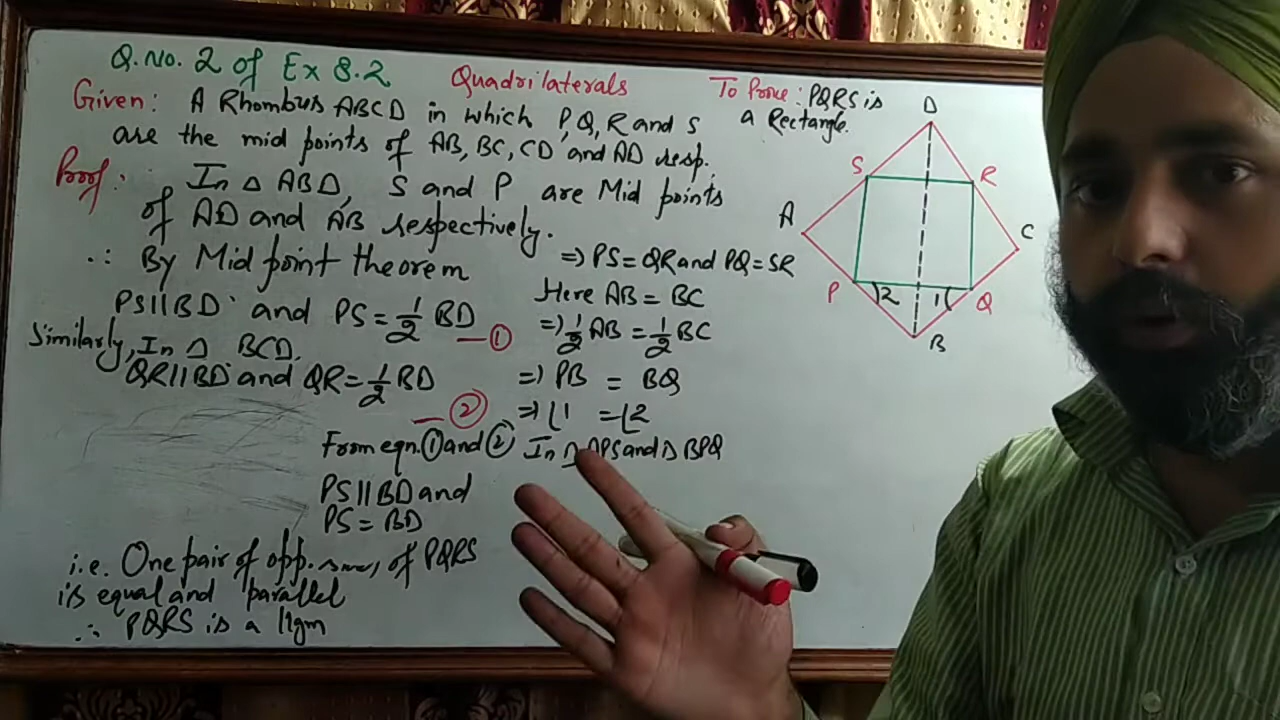 Q.No. 2 of Ex 8.2
Quadrilaterals
To Prove: PQRS is
a Rectangle.
Given: A Rhombus ABCD in which P,Q,R and S
are the mid points of AB, BC, CD and AD resp.
Proof: In Δ ABD, S and P are Mid points
of AD and AB respectively.
∴ By Mid point theorem
PS||BD and PS=1/2 BD —①
Similarly, In Δ BCD,
QR||BD and QR=1/2 BD
—②
From eqn.① and ②
PS||BD and
PS=BD
i.e. One pair of opp. of PQRS
is equal and parallel
∴ PQRS is a ||gm
⇒ PS=QR and PQ=SR
Here AB = BC
⇒ 1/2 AB = 1/2 BC
⇒ PB = BQ
⇒ ∠1 = ∠2
In Δ APS and Δ BPQ
D
S
R
A
C
P
12
11
Q
B